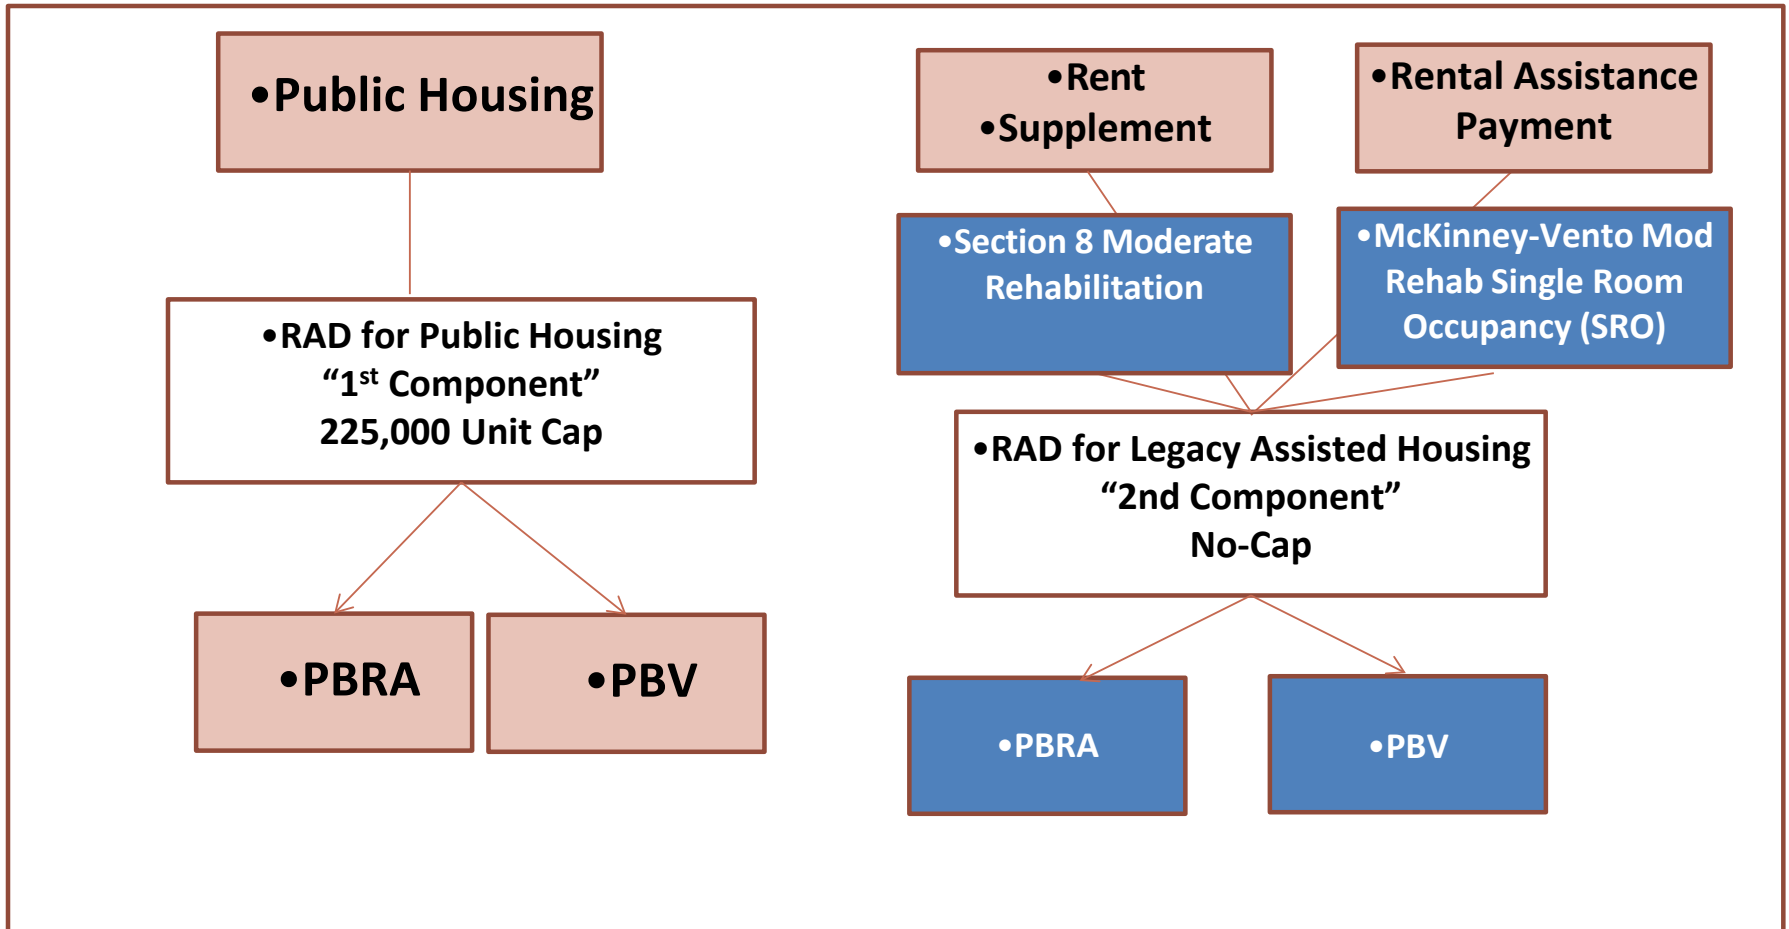 •Public Housing
•Rent
•Supplement
•Rental Assistance
Payment
•Section 8 Moderate
Rehabilitation
•McKinney-Vento Mod
Rehab Single Room
Occupancy (SRO)
•RAD for Public Housing
“1st Component”
225,000 Unit Cap
•RAD for Legacy Assisted Housing
“2nd Component”
No-Cap
•PBRA
•PBV
•PBRA
•PBV